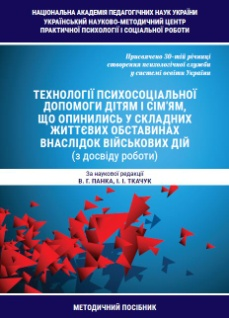 НАЦІОНАЛЬНА АКАДЕМІЯ ПЕДАГОГІЧНИХ НАУК УКРАЇНИ
УКРАЇНСЬКИЙ НАУКОВО-МЕТОДИЧНИЙ ЦЕНТР
ПРАКТИЧНОЇ ПСИХОЛОГІЇ І СОЦІАЛЬНОЇ РОБОТИ
Присвячено 30-тій річниці
створення психологічної служби
у системі освіти України
ТЕХНОЛОГІЇ ПСИХОСОЦІАЛЬНОЇ
ДОПОМОГИ ДІТЯМ І СІМ'ЯМ,
ЩО ОПИНИЛИСЬ У СКЛАДНИХ
ЖИТТЄВИХ ОБСТАВИНАХ
ВНАСЛІДОК ВІЙСЬКОВИХ ДІЙ
(з досвіду роботи)
За наукової редакції
В. Г. ПАНКА, І. І. ТКАЧУК
МЕТОДИЧНИЙ ПОСІБНИК